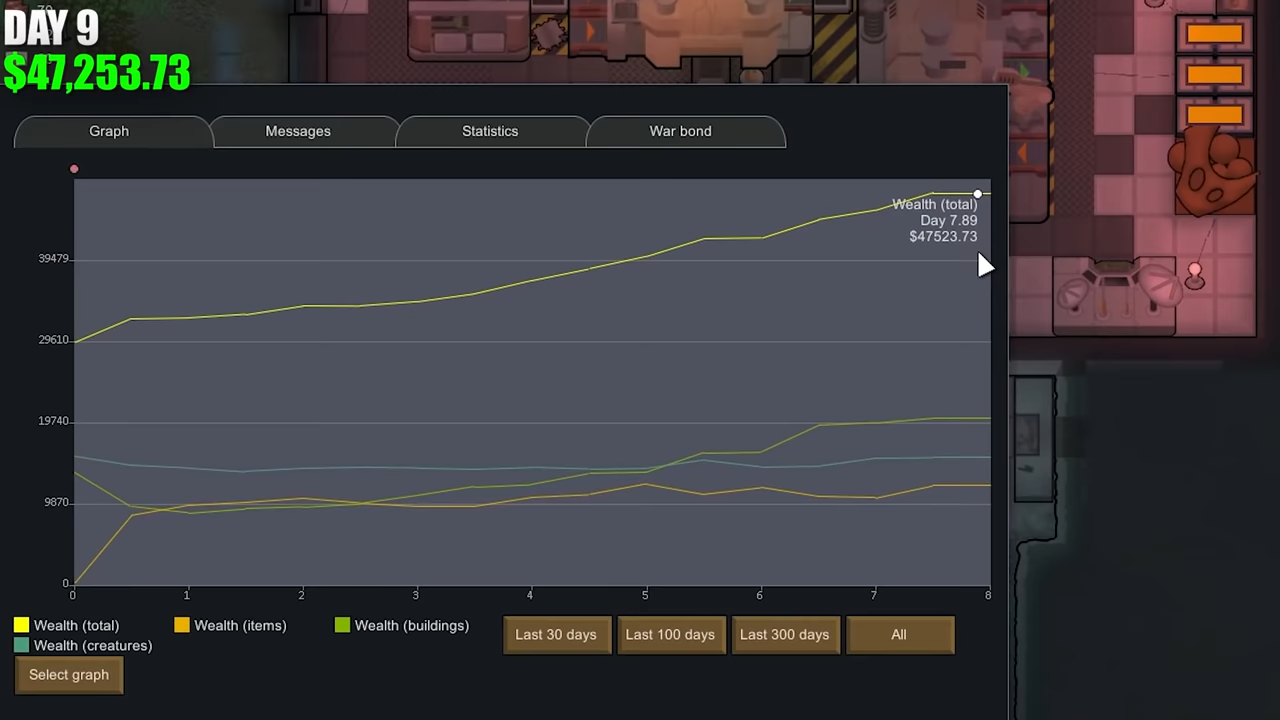 DAY 9
$47,253.73
Graph
Messages
Statistics
War bond
Wealth (total)
Day 7.89
$47523.73
39479
29610
19740
9870
0
0 1 2 3 4 5 6 7 8
Wealth (total) Wealth (items) Wealth (buildings)
Wealth (creatures)
Last 30 days
Last 100 days
Last 300 days
All
Select graph